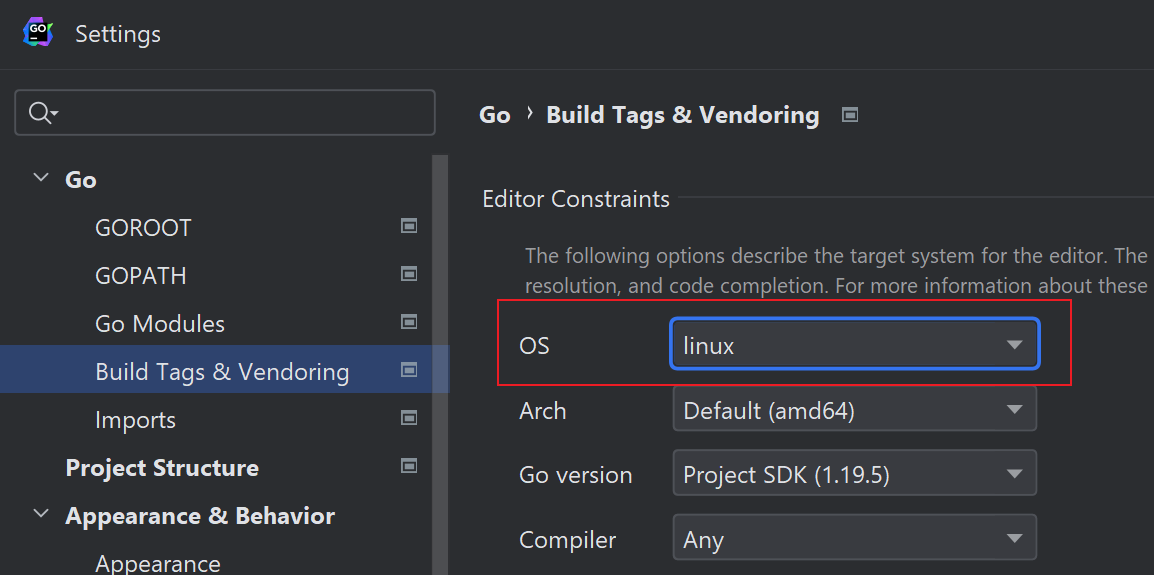 GO
Settings
Go › Build Tags & Vendoring
Go
GOROOT
GOPATH
Go Modules
Build Tags & Vendoring
Imports
Project Structure
Appearance & Behavior
Appearance
Editor Constraints
The following options describe the target system for the editor. The
resolution, and code completion. For more information about these
OS linux
Arch Default (amd64)
Go version Project SDK (1.19.5)
Compiler Any